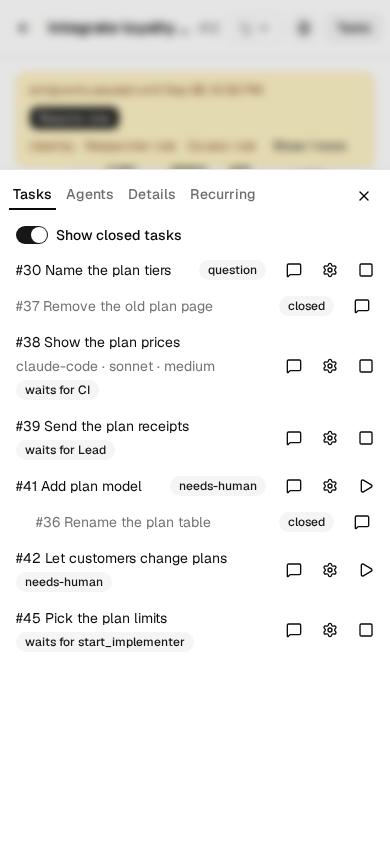 Tasks
Tasks Agents Details Recurring
Show closed tasks
#30 Name the plan tiers question
#37 Remove the old plan page closed
#38 Show the plan prices
claude-code · sonnet · medium
waits for CI
#39 Send the plan receipts
waits for Lead
#41 Add plan model needs-human
#36 Rename the plan table closed
#42 Let customers change plans
needs-human
#45 Pick the plan limits
waits for start_implementer